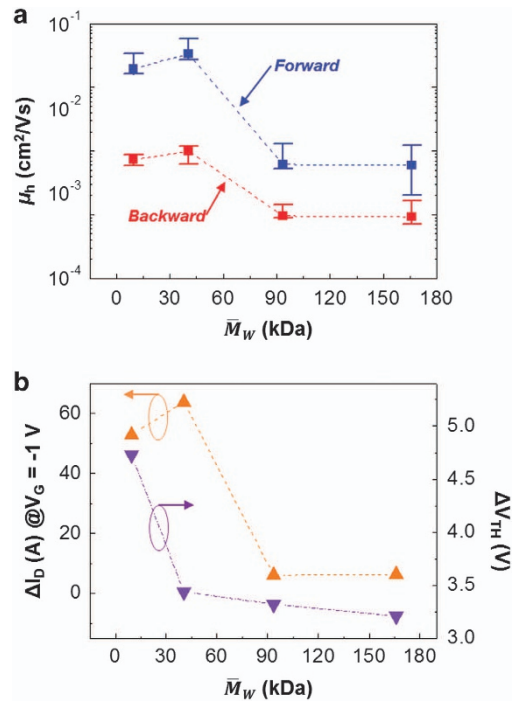 a
10⁻¹
10⁻²
10⁻³
10⁻⁴
μh (cm²/Vs)
Forward
Backward
0 30 60 90 120 150 180
M̅W (kDa)
b
60
40
20
0
ΔID (A) @VG = -1 V
5.0
4.5
4.0
3.5
3.0
ΔVTH (V)
0 30 60 90 120 150 180
M̅W (kDa)